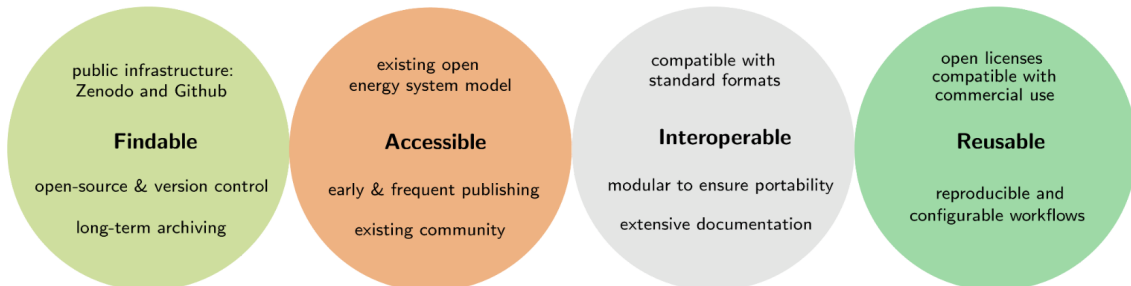 public infrastructure:
Zenodo and Github
Findable
open-source & version control
long-term archiving
existing open
energy system model
Accessible
early & frequent publishing
existing community
compatible with
standard formats
Interoperable
modular to ensure portability
extensive documentation
open licenses
compatible with
commercial use
Reusable
reproducible and
configurable workflows